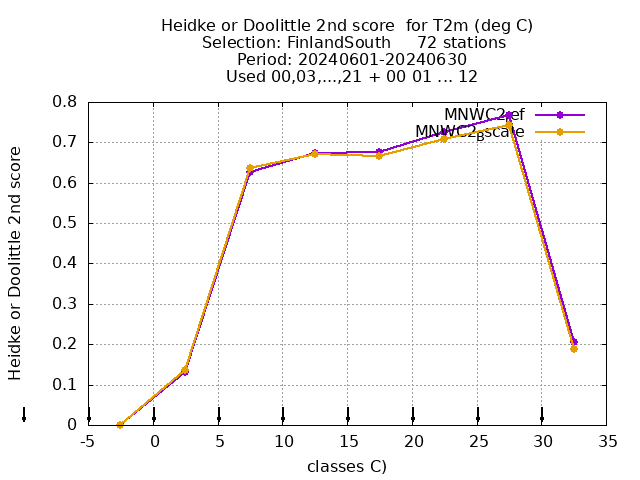 Heidke or Doolittle 2nd score for T2m (deg C)
Selection: FinlandSouth 72 stations
Period: 20240601-20240630
Used 00,03,...,21 + 00 01 ... 12
Heidke or Doolittle 2nd score
0.8
0.7
0.6
0.5
0.4
0.3
0.2
0.1
0
-5 0 5 10 15 20 25 30 35
classes C)